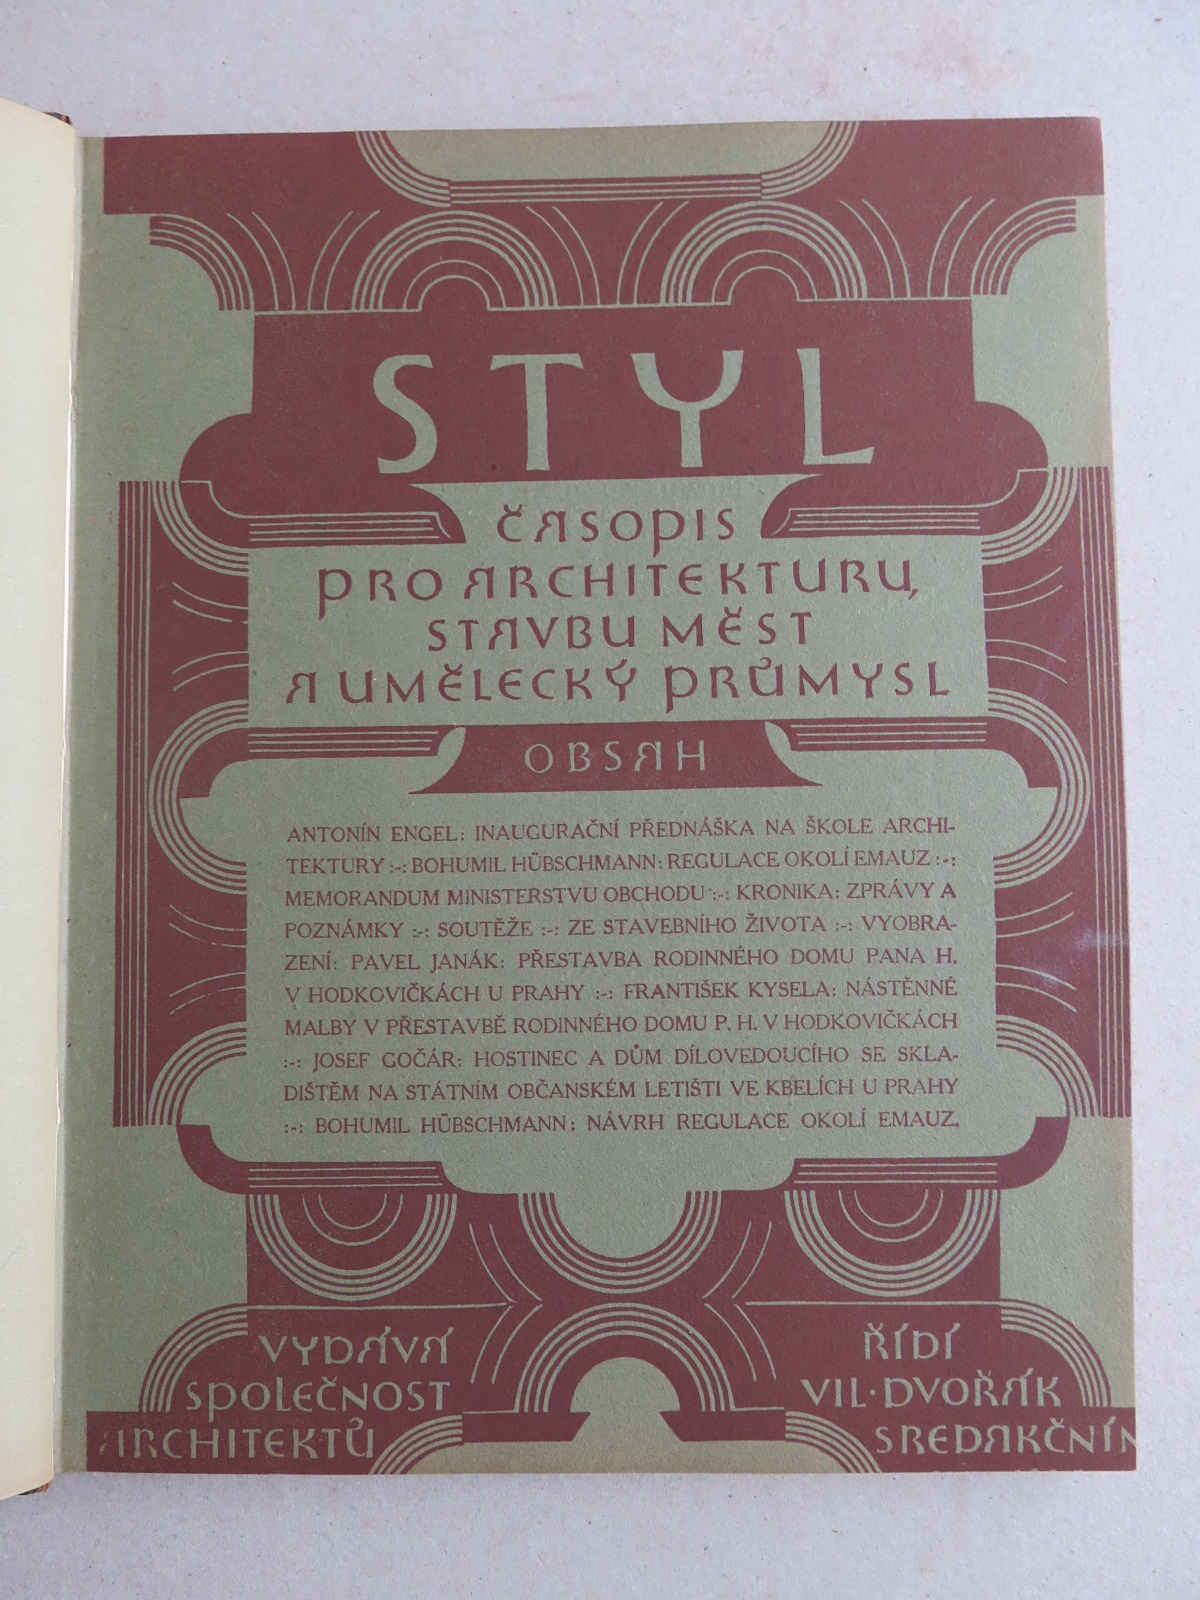 STYL
ČASOPIS
PRO ARCHITEKTURU,
STAVBU MĚST
A UMĚLECKÝ PRŮMYSL
OBSAH
ANTONÍN ENGEL: INAUGURAČNÍ PŘEDNÁŠKA NA ŠKOLE ARCHI-
TEKTURY :-: BOHUMIL HÜBSCHMANN: REGULACE OKOLÍ EMAUZ :-:
MEMORANDUM MINISTERSTVU OBCHODU :-: KRONIKA: ZPRÁVY A
POZNÁMKY :-: SOUTĚŽE :-: ZE STAVEBNÍHO ŽIVOTA :-: VYOBRA-
ZENÍ: PAVEL JANÁK: PŘESTAVBA RODINNÉHO DOMU PANA H.
V HODKOVIČKÁCH U PRAHY :-: FRANTIŠEK KYSELA: NÁSTĚNNÉ
MALBY V PŘESTAVBĚ RODINNÉHO DOMU P. H. V HODKOVIČKÁCH
:-: JOSEF GOČÁR: HOSTINEC A DŮM DÍLOVEDOUCÍHO SE SKLA-
DIŠTĚM NA STÁTNÍM OBČANSKÉM LETIŠTI VE KBELÍCH U PRAHY
:-: BOHUMIL HÜBSCHMANN: NÁVRH REGULACE OKOLÍ EMAUZ.
VYDÁVÁ
SPOLEČNOST
ARCHITEKTŮ
ŘÍDÍ
VIL·DVOŘÁK
SREDAKČNÍN